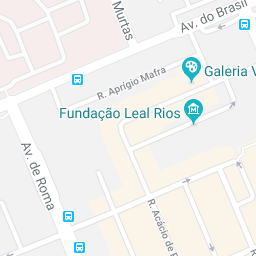 Murtas
Av. do Brasil
Galeria V
R. Aprígio Mafra
Fundação Leal Rios
Av. de Roma
R. Acácio de P